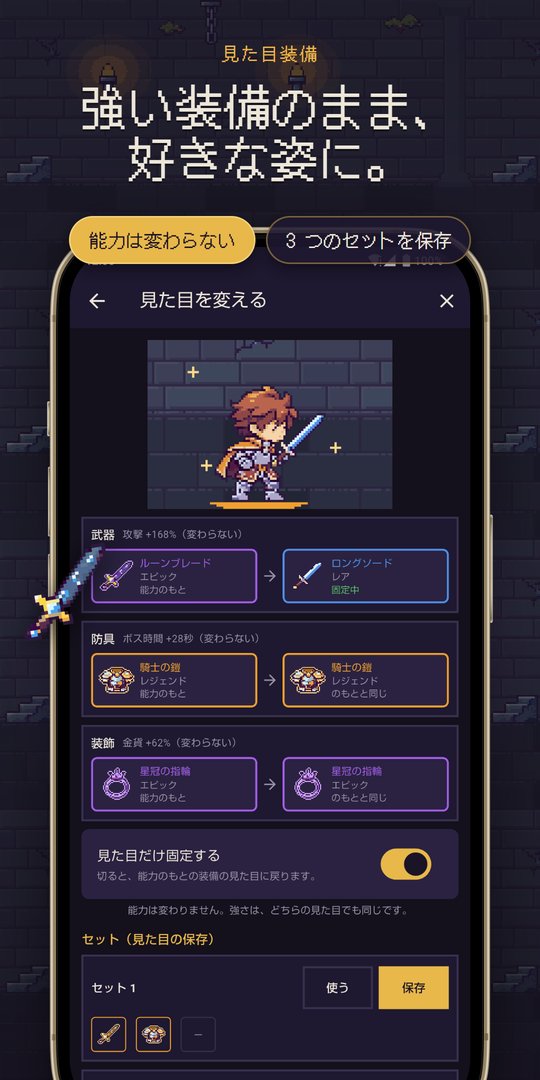 見た目装備
強い装備のまま、
好きな姿に。
能力は変わらない
3 つのセットを保存
100%
見た目を変える
武器 攻撃 +168%（変わらない）
ルーンブレード
エピック
能力のもと
ロングソード
レア
固定中
防具 ボス時間 +28秒（変わらない）
騎士の鎧
レジェンド
能力のもと
騎士の鎧
レジェンド
のもとと同じ
装飾 金貨 +62%（変わらない）
星冠の指輪
エピック
能力のもと
星冠の指輪
エピック
のもとと同じ
見た目だけ固定する
切ると、能力のもとの装備の見た目に戻ります。
能力は変わりません。強さは、どちらの見た目でも同じです。
セット（見た目の保存）
セット 1
使う
保存